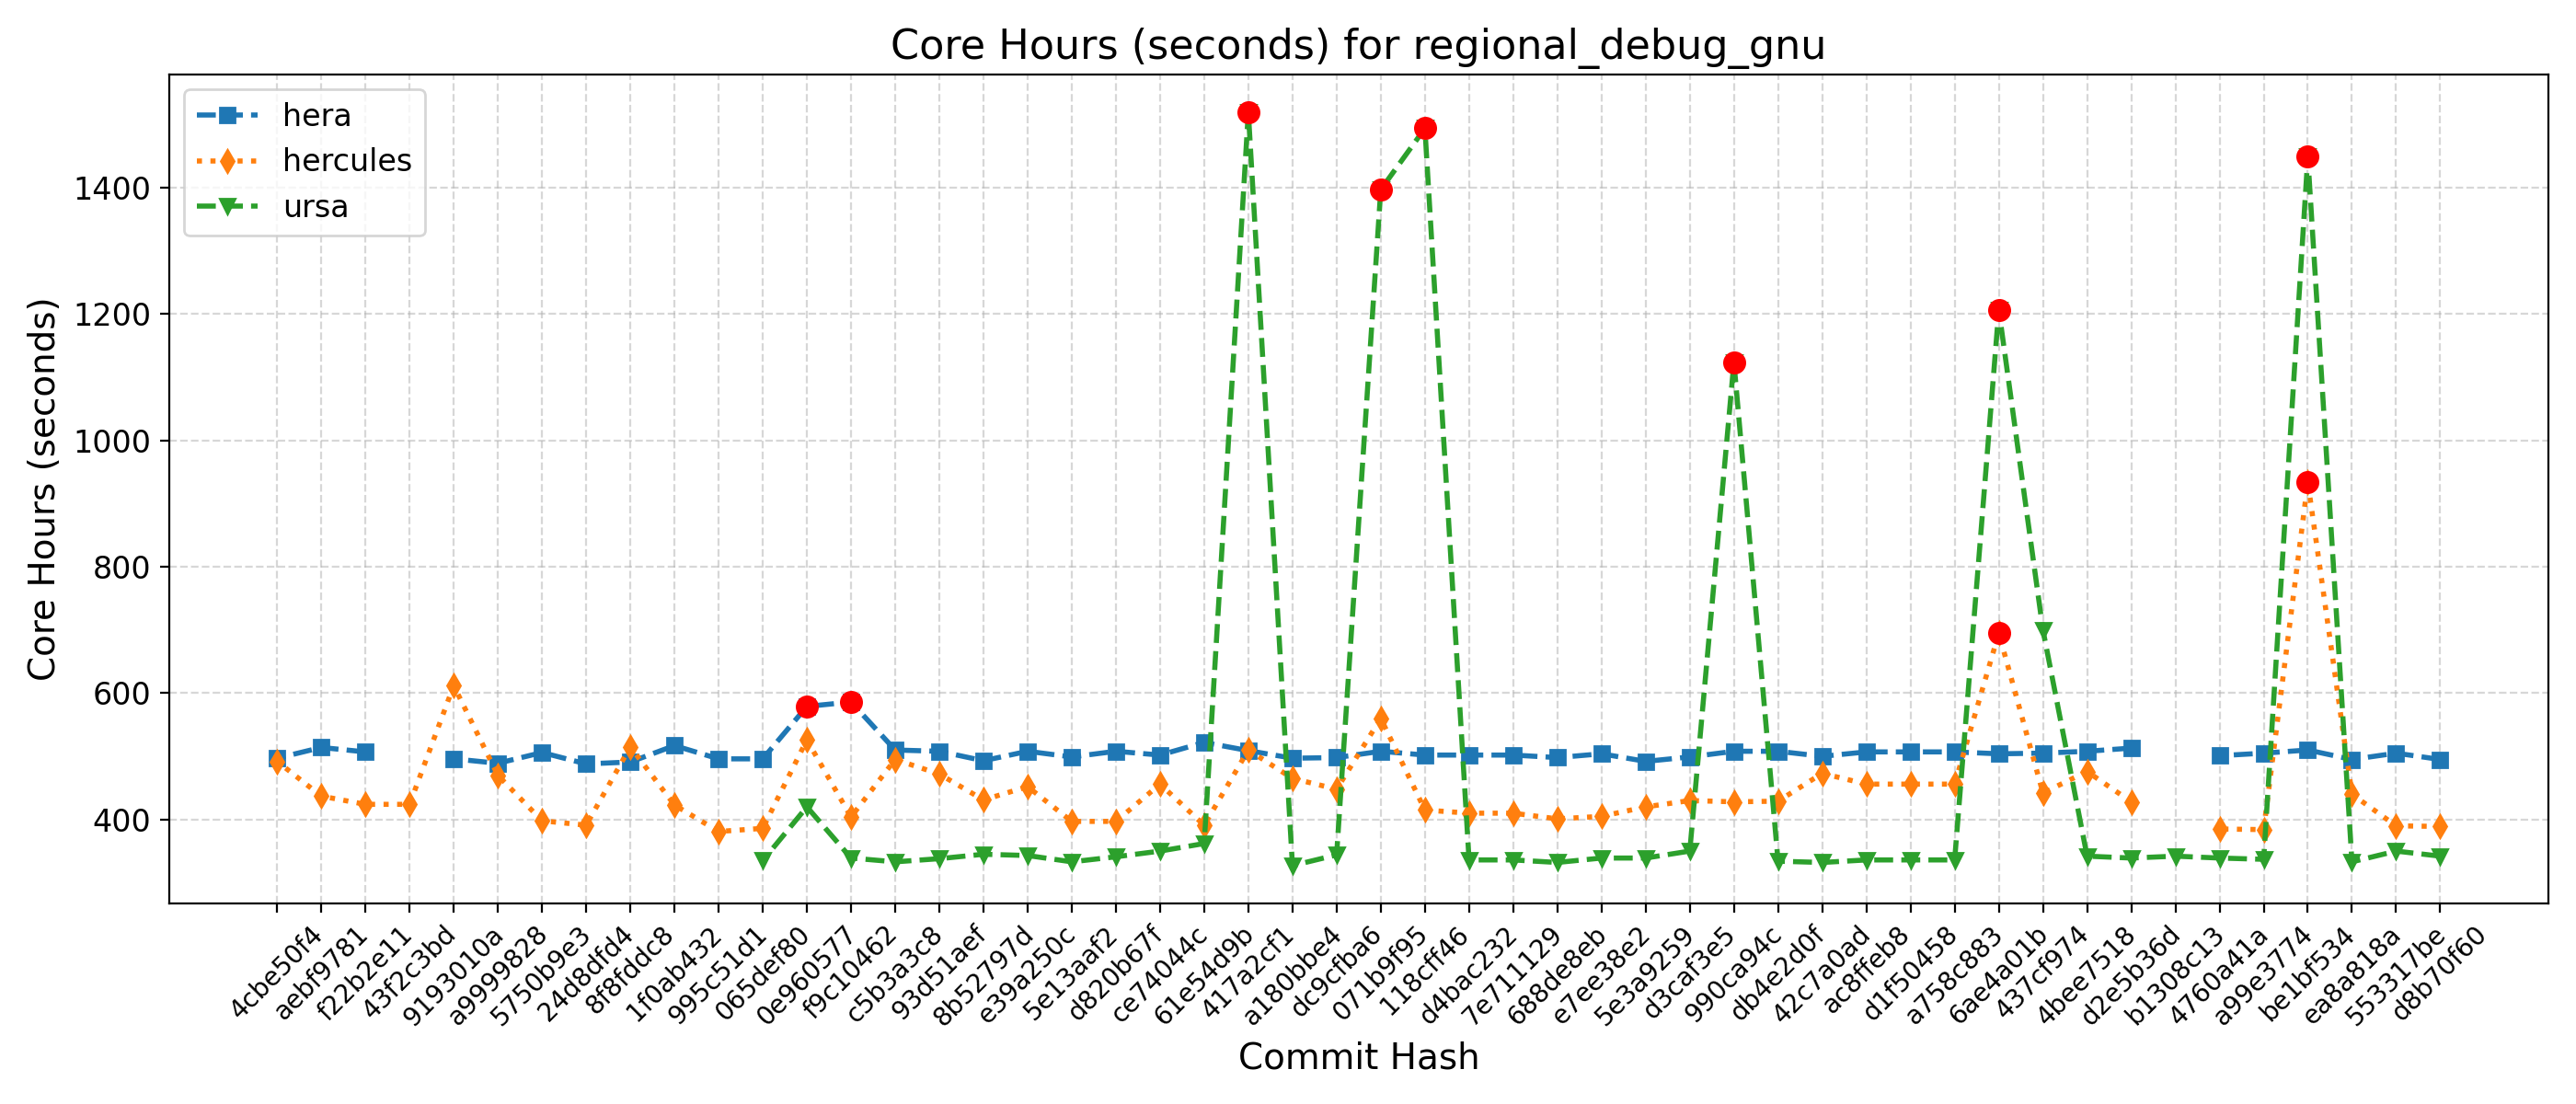 Core Hours (seconds) for regional_debug_gnu
hera
hercules
ursa
Core Hours (seconds)
1400
1200
1000
800
600
400
4cbe50f4
aebf9781
f22b2e11
43f2c3bd
9193010a
a9999828
5750b9e3
24d8dfd4
8f8fddc8
1f0ab432
995c51d1
065def80
0e960577
f9c10462
c5b3a3c8
93d51aef
8b52797d
e39a250c
5e13aaf2
d820b67f
ce74044c
61e54d9b
417a2cf1
a180bbe4
dc9cfba6
071b9f95
118cff46
d4bac232
7e711129
688de8eb
e7ee38e2
5e3a9259
d3caf3e5
990ca94c
db4e2d0f
42c7a0ad
ac8ffeb8
d1f50458
a758c883
6ae4a01b
437cf974
4bee7518
d2e5b36d
b1308c13
4760a41a
a99e3774
be1bf534
ea8a818a
553317be
d8b70f60
Commit Hash